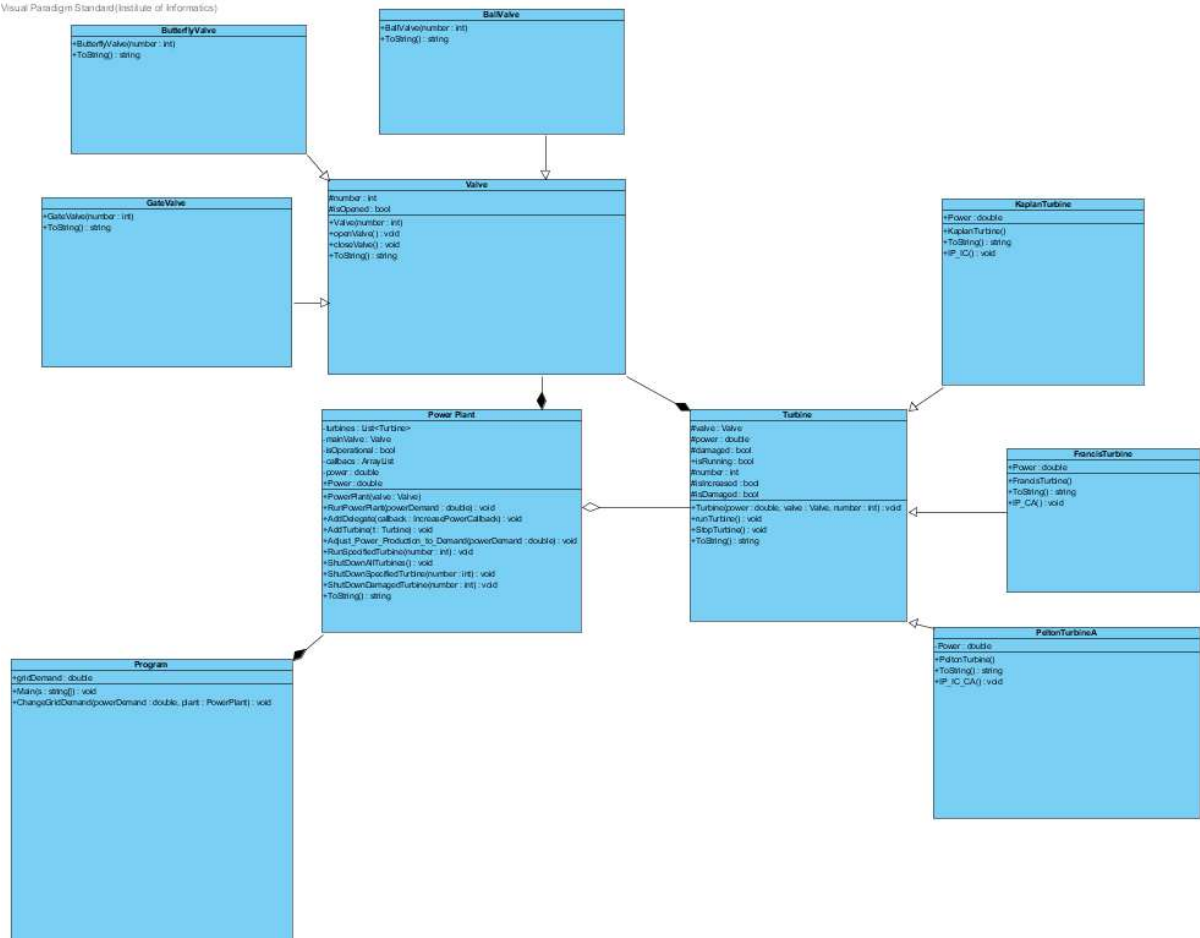 Visual Paradigm Standard(Institute of Informatics)
ButterflyValve
+ButterflyValve(number : int)
+ToString() : string
BallValve
+BallValve(number : int)
+ToString() : string
GateValve
+GateValve(number : int)
+ToString() : string
Valve
#number : int
#isOpened : bool
+Valve(number : int)
+openValve() : void
+closeValve() : void
+ToString() : string
KaplanTurbine
+Power : double
+KaplanTurbine()
+ToString() : string
+IP_IC() : void
Power Plant
-turbines : List<Turbine>
-mainValve : Valve
-isOperational : bool
-callbacs : ArrayList
-power : double
+Power : double
+PowerPlant(valve : Valve)
+RunPowerPlant(powerDemand : double) : void
+AddDelegate(callback : IncreasePowerCallback) : void
+AddTurbine(t : Turbine) : void
+Adjust_Power_Production_to_Demand(powerDemand : double) : void
+RunSpecifiedTurbine(number : int) : void
+ShutDownAllTurbines() : void
+ShutDownSpecifiedTurbine(number : int) : void
+ShutDownDamagedTurbine(number : int) : void
+ToString() : string
Turbine
#valve : Valve
#power : double
#damaged : bool
+isRunning : bool
#number : int
#isIncreased : bool
#isDamaged : bool
+Turbine(power : double, valve : Valve, number : int) : void
+runTurbine() : void
+StopTurbine() : void
+ToString() : string
FrancisTurbine
+Power : double
+FrancisTurbine()
+ToString() : string
+IP_CA() : void
PeltonTurbineA
-Power : double
+PeltonTurbine()
+ToString() : string
+IP_IC_CA() : void
Program
+gridDemand : double
+Main(s : string[]) : void
+ChangeGridDemand(powerDemand : double, plant : PowerPlant) : void